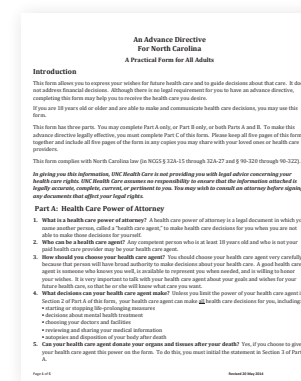 An Advance Directive
For North Carolina
A Practical Form for All Adults
Introduction
This form allows you to express your wishes for future health care and to guide decisions about that care. It does
not address financial decisions. Although there is no legal requirement for you to have an advance directive,
completing this form may help you to receive the health care you desire.
If you are 18 years old or older and are able to make and communicate health care decisions, you may use this
form.
This form has three parts. You may complete Part A only, or Part B only, or both Parts A and B. To make this
advance directive legally effective, you must complete Part C of this form. Please keep all five pages of this form
together and include all five pages of the form in any copies you may share with your loved ones or health care
providers.
This form complies with North Carolina law (in NCGS § 32A-15 through 32A-27 and § 90-320 through 90-322).
In giving you this information, UNC Health Care is not providing you with legal advice concerning your
health care rights. UNC Health Care assumes no responsibility to ensure that the information attached is
legally accurate, complete, current, or pertinent to you. You may wish to consult an attorney before signing
any documents that affect your legal rights.
Part A: Health Care Power of Attorney
1. What is a health care power of attorney? A health care power of attorney is a legal document in which yo
name another person, called a "health care agent," to make health care decisions for you when you are not
able to make those decisions for yourself.
2. Who can be a health care agent? Any competent person who is at least 18 years old and who is not your
paid health care provider may be your health care agent.
3. How should you choose your health care agent? You should choose your health care agent very carefully
because that person will have broad authority to make decisions about your health care. A good health care
agent is someone who knows you well, is available to represent you when needed, and is willing to honor
your wishes. It is very important to talk with your health care agent about your goals and wishes for your
future health care, so that he or she will know what care you want.
4. What decisions can your health care agent make? Unless you limit the power of your health care agent i
Section 2 of Part A of this form, your health care agent can make all health care decisions for you, including:
• starting or stopping life-prolonging measures
• decisions about mental health treatment
• choosing your doctors and facilities
• reviewing and sharing your medical information
• autopsies and disposition of your body after death
5. Can your health care agent donate your organs and tissues after your death? Yes, if you choose to give
your health care agent this power on the form. To do this, you must initial the statement in Section 3 of Part
A.
Page 1 of 5
Revised 20 May 2014